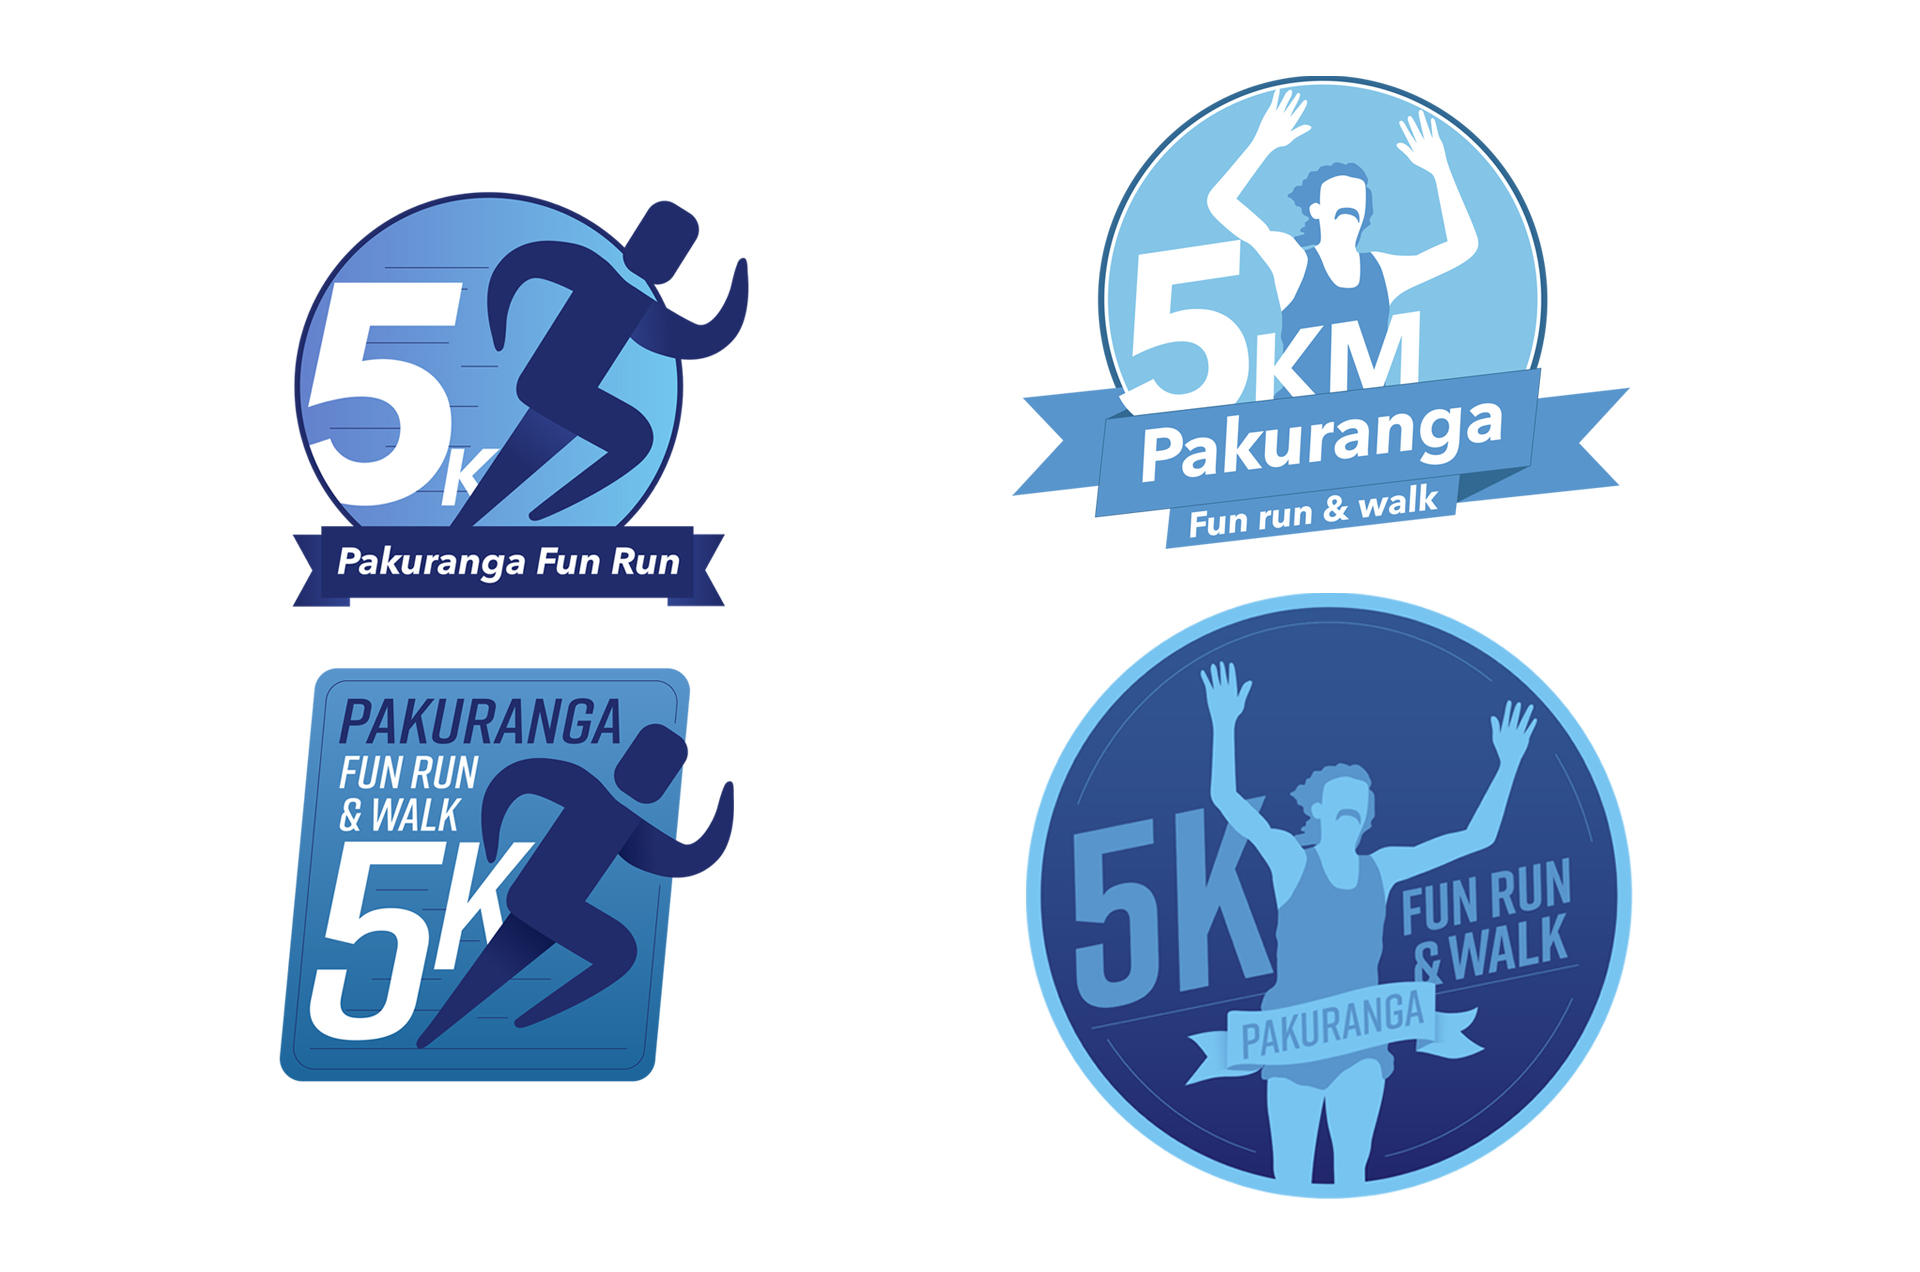 5K
Pakuranga Fun Run
5KM
Pakuranga
Fun run & walk
PAKURANGA
FUN RUN
& WALK
5K
5K
FUN RUN
& WALK
PAKURANGA